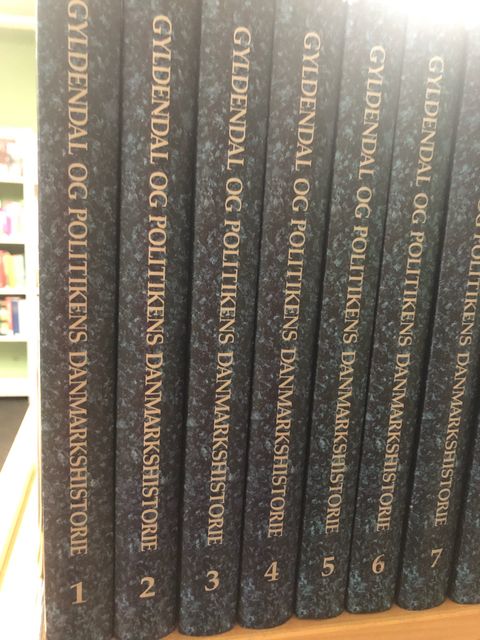 GYLDENDAL OG POLITIKENS DANMARKSHISTORIE
1
GYLDENDAL OG POLITIKENS DANMARKSHISTORIE
2
GYLDENDAL OG POLITIKENS DANMARKSHISTORIE
3
GYLDENDAL OG POLITIKENS DANMARKSHISTORIE
4
GYLDENDAL OG POLITIKENS DANMARKSHISTORIE
5
GYLDENDAL OG POLITIKENS DANMARKSHISTORIE
6
GYLDENDAL OG POLITIKENS DANMARKSHISTORIE
7